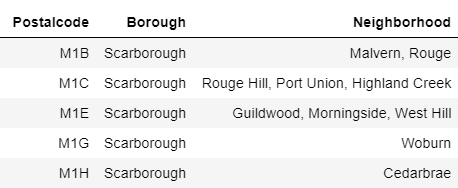 Postalcode Borough Neighborhood
M1B Scarborough Malvern, Rouge
M1C Scarborough Rouge Hill, Port Union, Highland Creek
M1E Scarborough Guildwood, Morningside, West Hill
M1G Scarborough Woburn
M1H Scarborough Cedarbrae